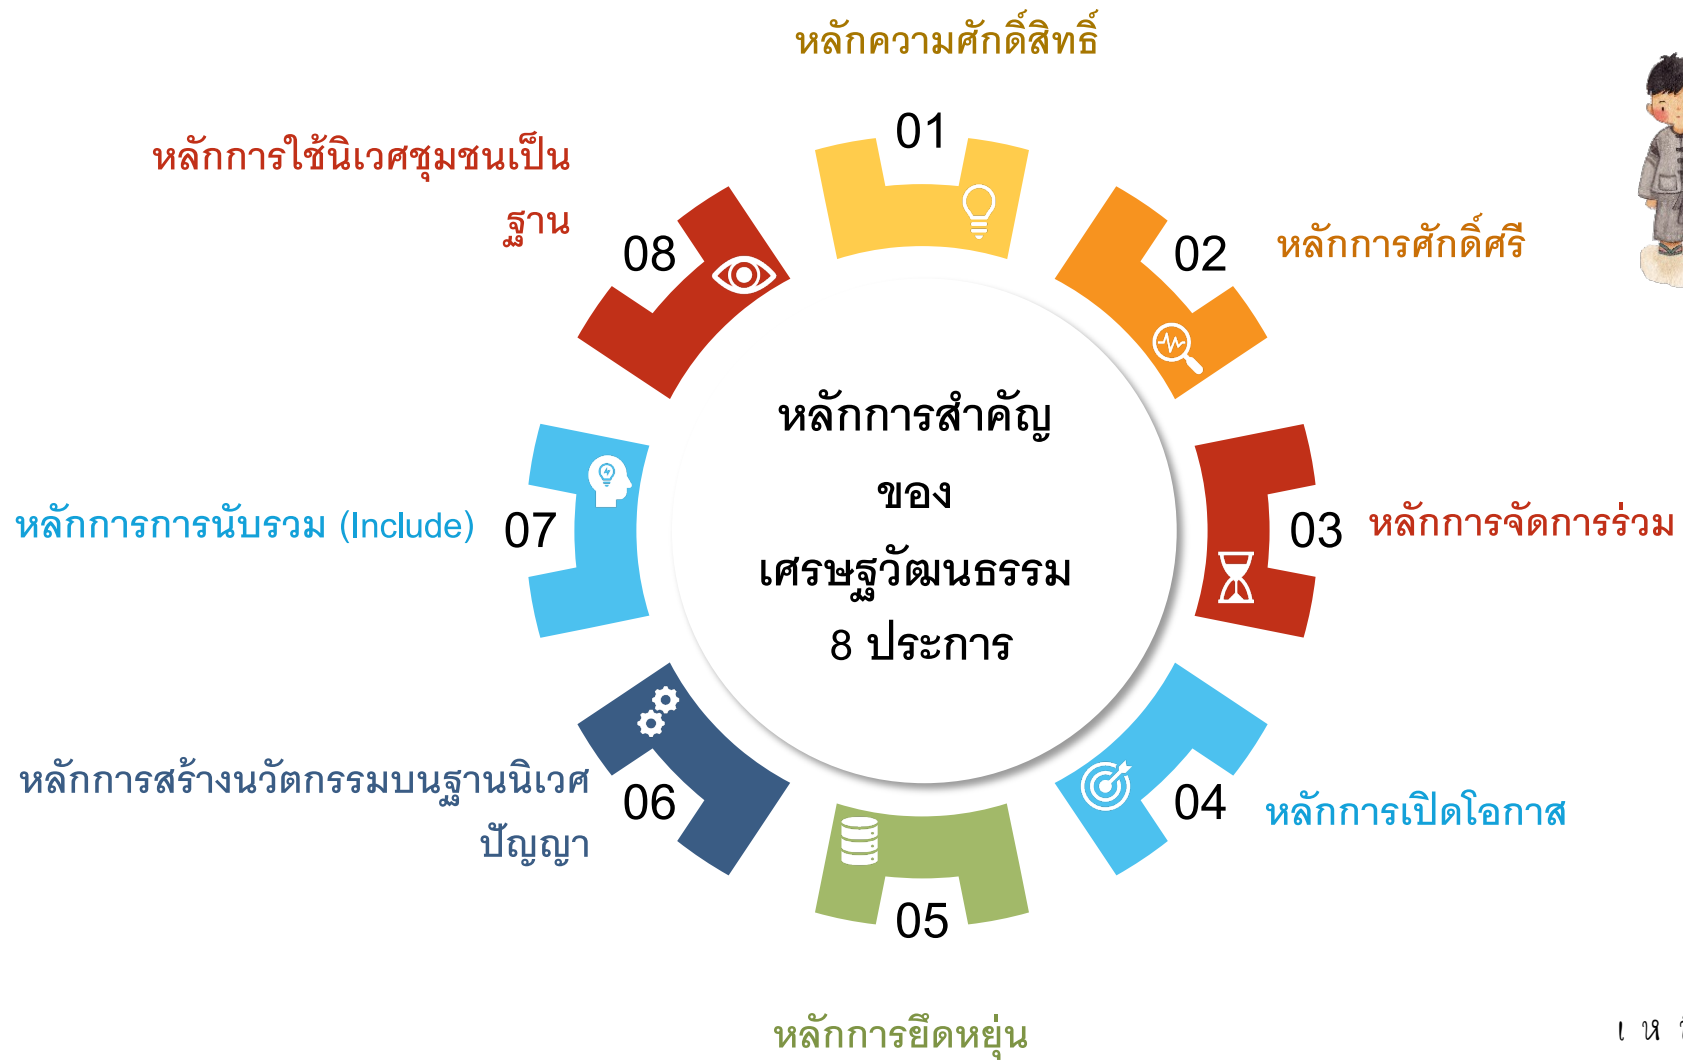 หลักความศักดิ์สิทธิ์
01
หลักการศักดิ์ศรี
02
หลักการจัดการร่วม
03
หลักการเปิดโอกาส
04
หลักการยึดหยุ่น
05
หลักการสร้างนวัตกรรมบนฐานนิเวศ
ปัญญา
06
หลักการการนับรวม (Include)
07
หลักการใช้นิเวศชุมชนเป็น
ฐาน
08
หลักการสำคัญ
ของ
เศรษฐวัฒนธรรม
8 ประการ